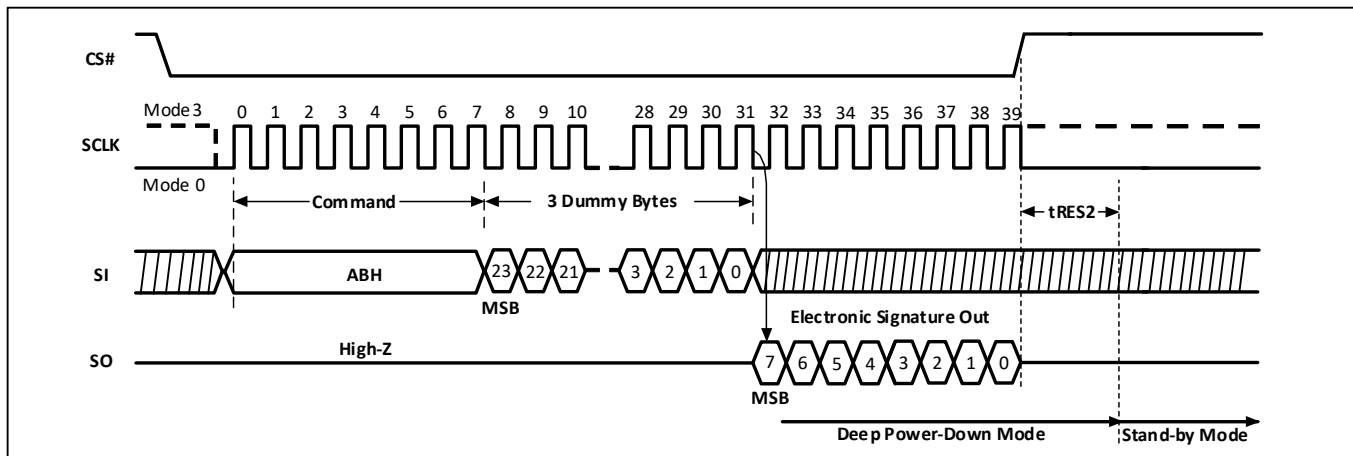 CS#
Mode 3
0 1 2 3 4 5 6 7 8 9 10 28 29 30 31 32 33 34 35 36 37 38 39
SCLK
Mode 0
Command
3 Dummy Bytes
tRES2
SI
ABH
23 22 21 3 2 1 0
MSB
Electronic Signature Out
High-Z
SO
7 6 5 4 3 2 1 0
MSB
Deep Power-Down Mode
Stand-by Mode